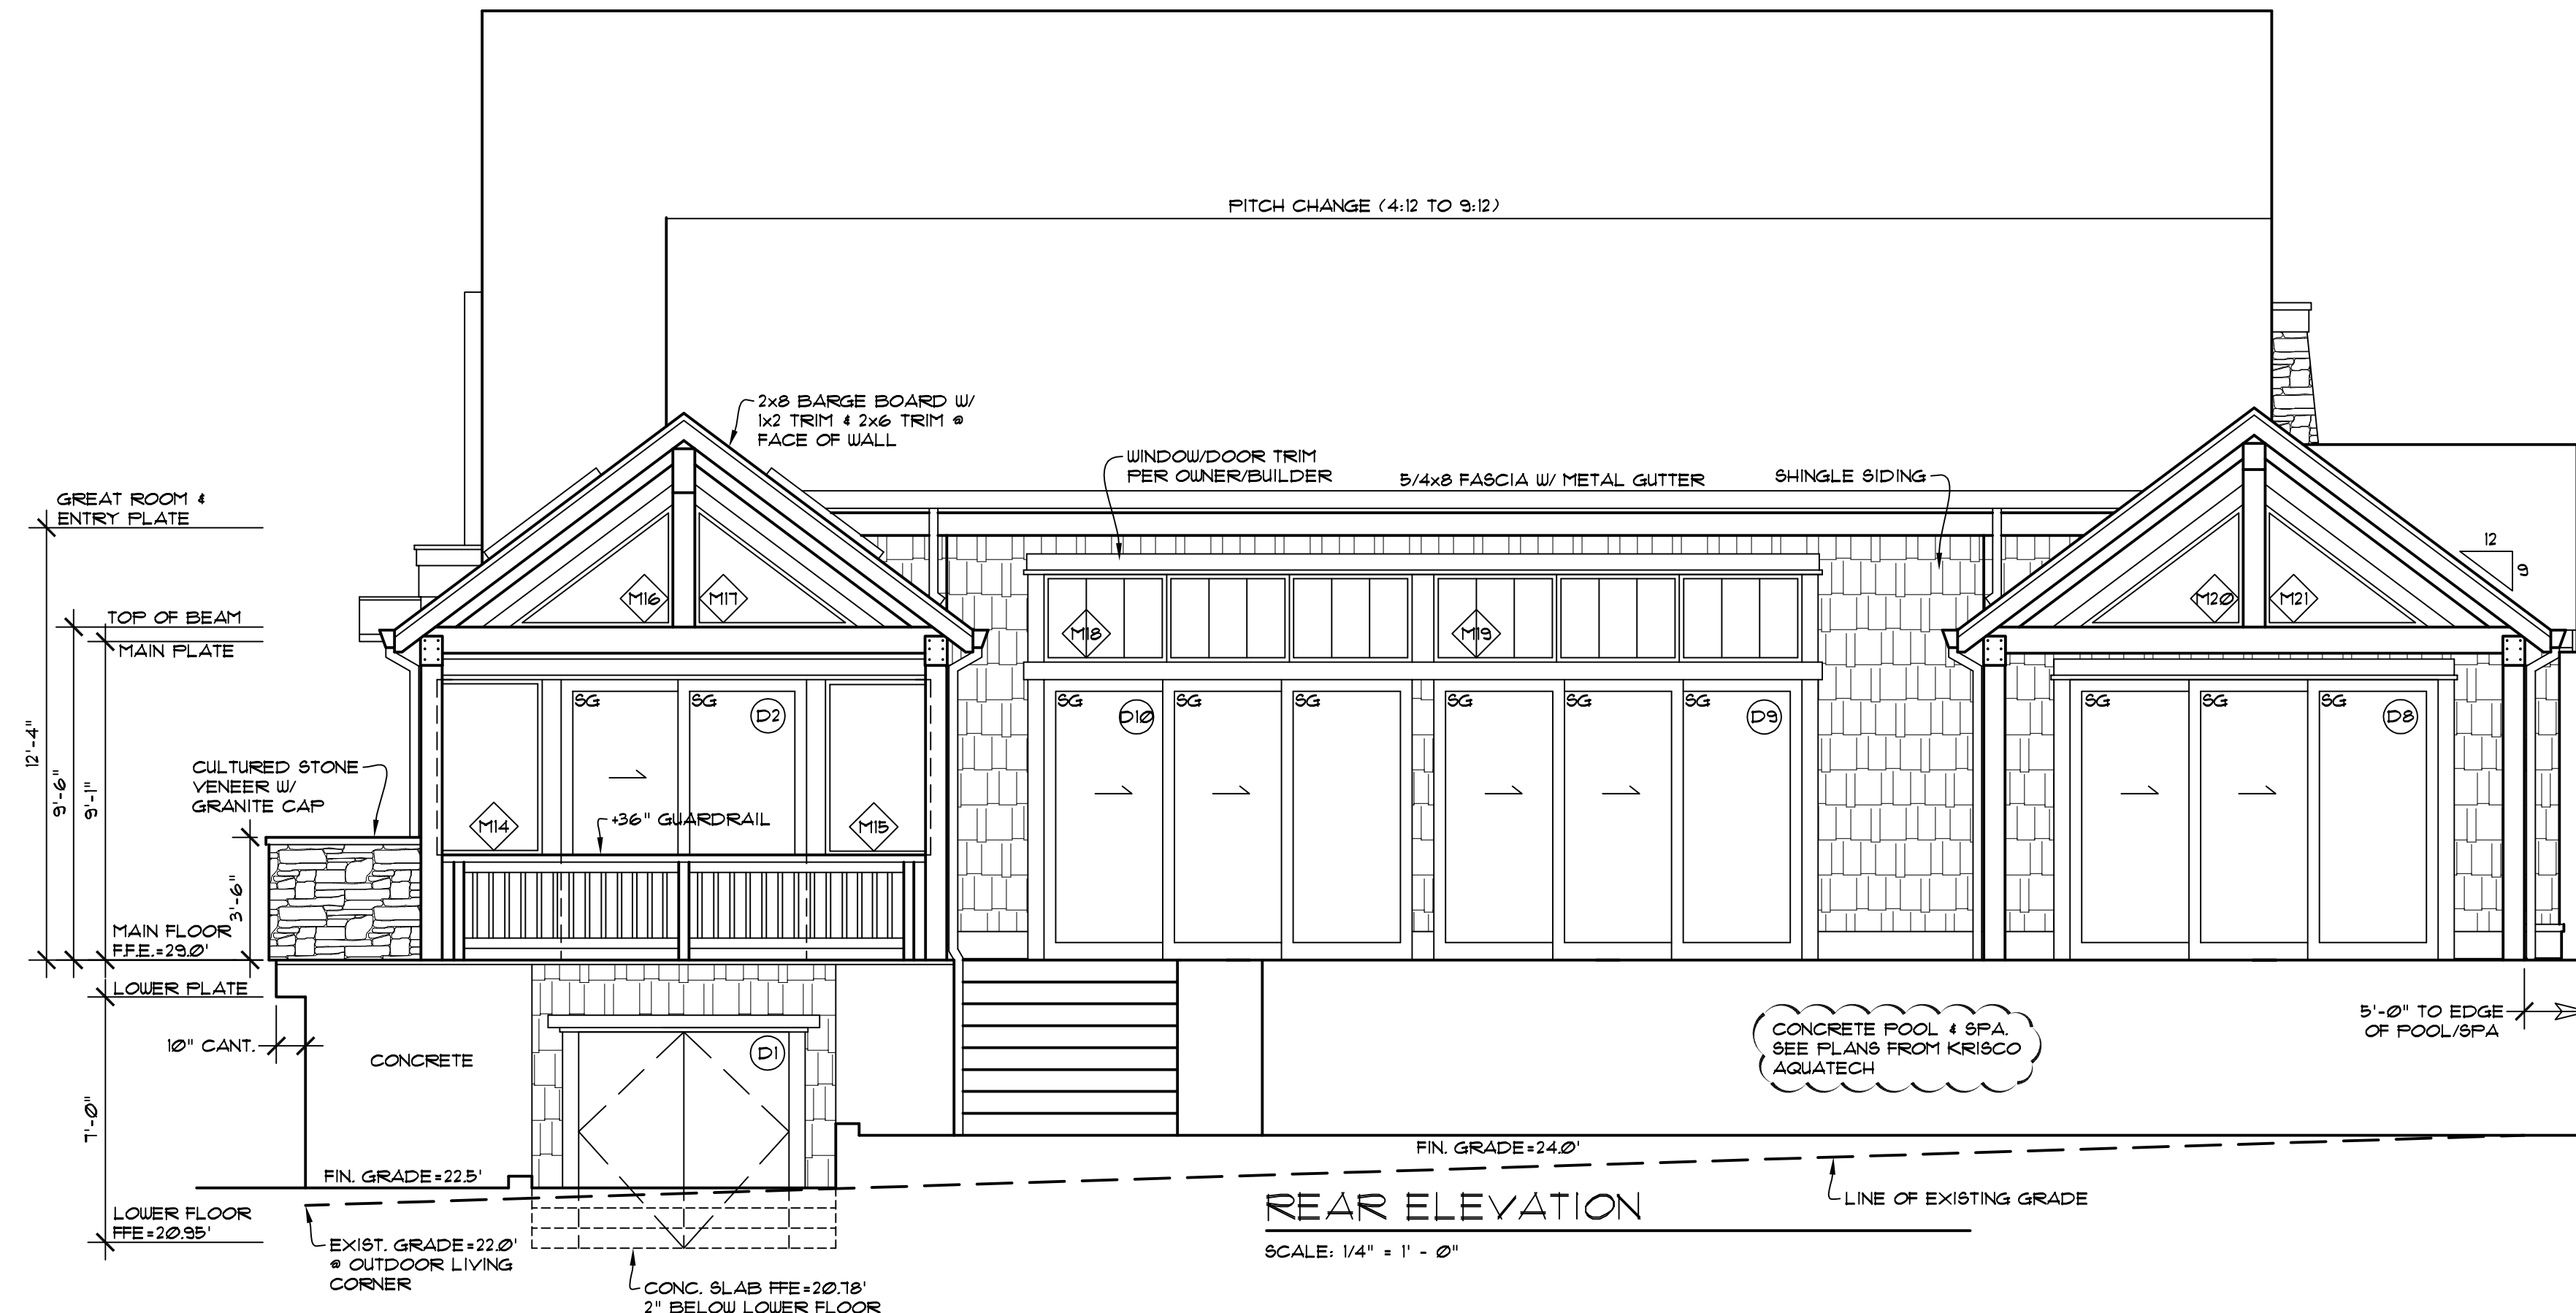 PITCH CHANGE (4:12 TO 9:12)
2x8 BARGE BOARD W/
1x2 TRIM & 2x6 TRIM @
FACE OF WALL
WINDOW/DOOR TRIM
PER OWNER/BUILDER
5/4x8 FASCIA W/ METAL GUTTER
SHINGLE SIDING
GREAT ROOM &
ENTRY PLATE
12
9
TOP OF BEAM
MAIN PLATE
M16
M17
M18
M19
M20
M21
12'-4"
9'-6"
9'-1"
SG
SG
D2
SG
D10
SG
SG
SG
SG
SG
D9
SG
SG
SG
D8
CULTURED STONE
VENEER W/
GRANITE CAP
M14
+36" GUARDRAIL
M15
3'-6"
MAIN FLOOR
F.F.E.=29.0'
LOWER PLATE
10" CANT.
CONCRETE
D1
CONCRETE POOL & SPA.
SEE PLANS FROM KRISCO
AQUATECH
5'-0" TO EDGE
OF POOL/SPA
7'-0"
FIN. GRADE=22.5'
FIN. GRADE=24.0'
LINE OF EXISTING GRADE
LOWER FLOOR
FFE=20.95'
EXIST. GRADE=22.0'
@ OUTDOOR LIVING
CORNER
CONC. SLAB FFE=20.78'
2" BELOW LOWER FLOOR
REAR ELEVATION
SCALE: 1/4" = 1' - 0"